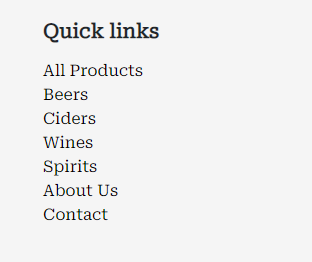 Quick links
All Products
Beers
Ciders
Wines
Spirits
About Us
Contact